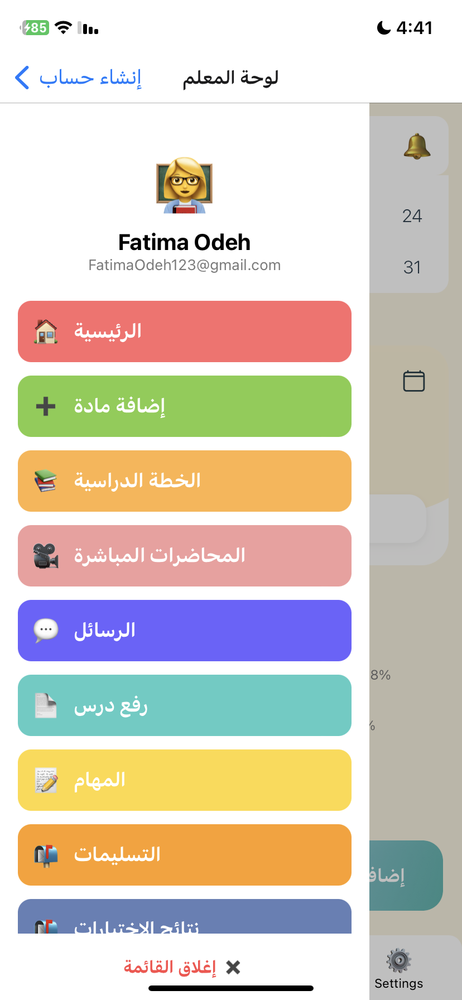 85
4:41
إنشاء حساب
لوحة المعلم
Fatima Odeh
FatimaOdeh123@gmail.com
الرئيسية
إضافة مادة
الخطة الدراسية
المحاضرات المباشرة
الرسائل
رفع درس
المهام
التسليمات
نتائج الاختبارات
إغلاق القائمة
24
31
8%
%
Settings